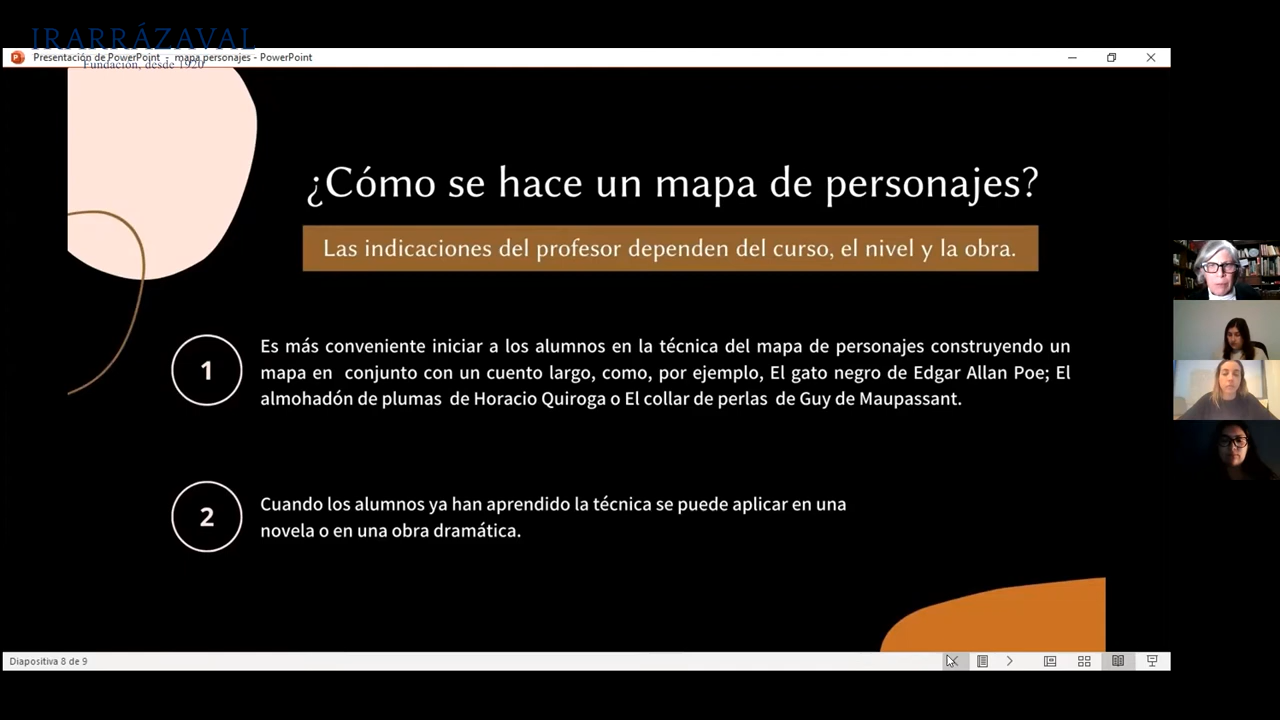 IRARRÁZAVAL
Presentación de PowerPoint - mapa personajes - PowerPoint
Fundación, desde 1920
¿Cómo se hace un mapa de personajes?
Las indicaciones del profesor dependen del curso, el nivel y la obra.
1
Es más conveniente iniciar a los alumnos en la técnica del mapa de personajes construyendo un
mapa en conjunto con un cuento largo, como, por ejemplo, El gato negro de Edgar Allan Poe; El
almohadón de plumas de Horacio Quiroga o El collar de perlas de Guy de Maupassant.
2
Cuando los alumnos ya han aprendido la técnica se puede aplicar en una
novela o en una obra dramática.
Diapositiva 8 de 9